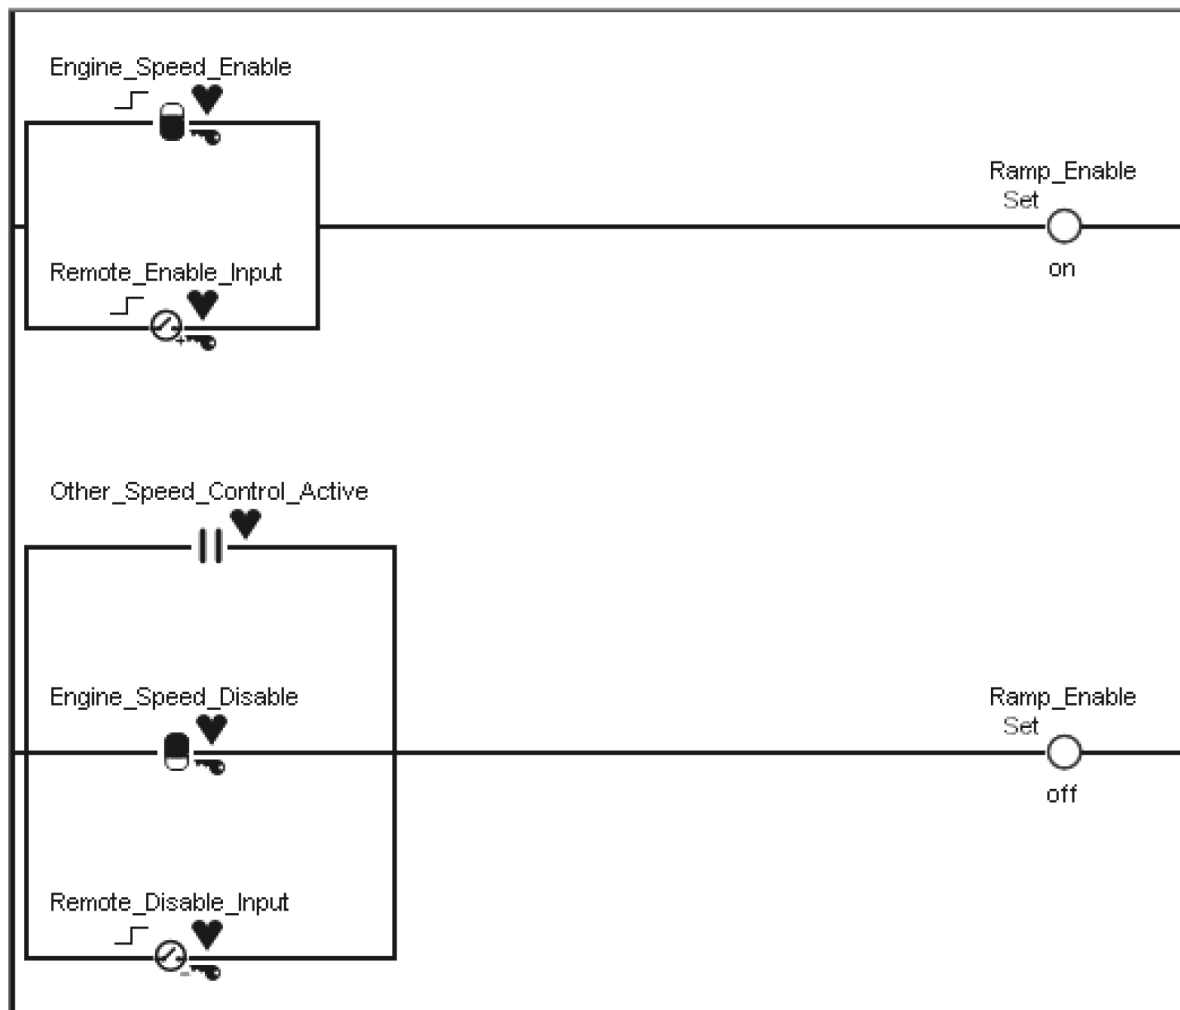 Engine_Speed_Enable
Ramp_Enable
Set
on
Remote_Enable_Input
Other_Speed_Control_Active
Engine_Speed_Disable
Ramp_Enable
Set
off
Remote_Disable_Input